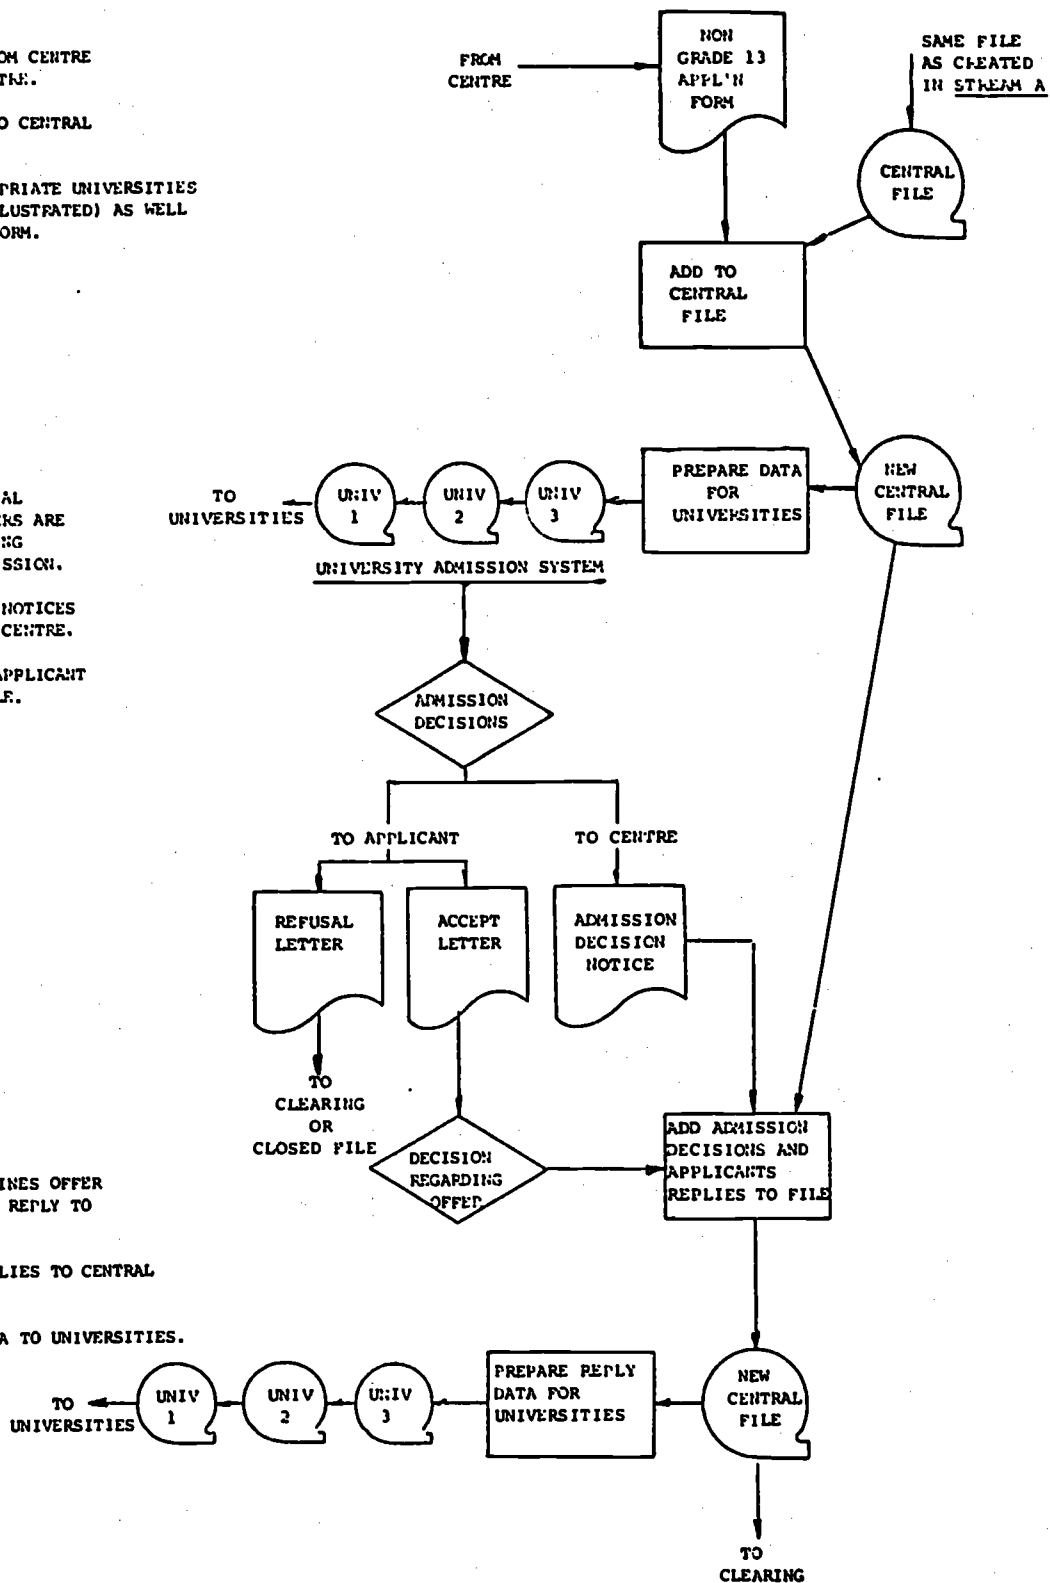 OM CENTRE
TRE.
O CENTRAL
PRIATE UNIVERSITIES
LUSTRATED) AS WELL
ORM.
FROM
CENTRE
NON
GRADE 13
APPL'N
FORM
SAME FILE
AS CREATED
IN STREAM A
CENTRAL
FILE
ADD TO
CENTRAL
FILE
AL
RS ARE
NG
SSION.
NOTICES
CENTRE.
APPLICANT
LE.
TO
UNIVERSITIES
UNIV
1
UNIV
2
UNIV
3
PREPARE DATA
FOR
UNIVERSITIES
NEW
CENTRAL
FILE
UNIVERSITY ADMISSION SYSTEM
ADMISSION
DECISIONS
TO APPLICANT
TO CENTRE
REFUSAL
LETTER
ACCEPT
LETTER
ADMISSION
DECISION
NOTICE
TO
CLEARING
OR
CLOSED FILE
DECISION
REGARDING
OFFER
ADD ADMISSION
DECISIONS AND
APPLICANTS
REPLIES TO FILE
INES OFFER
REPLY TO
LIES TO CENTRAL
A TO UNIVERSITIES.
TO
UNIVERSITIES
UNIV
1
UNIV
2
UNIV
3
PREPARE REPLY
DATA FOR
UNIVERSITIES
NEW
CENTRAL
FILE
TO
CLEARING